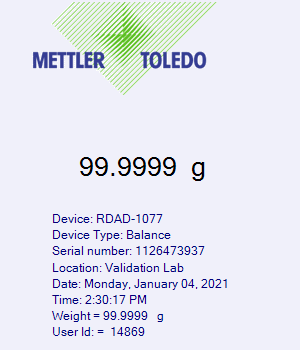 METTLER TOLEDO
99.9999 g
Device: RDAD-1077
Device Type: Balance
Serial number: 1126473937
Location: Validation Lab
Date: Monday, January 04, 2021
Time: 2:30:17 PM
Weight = 99.9999 g
User Id: = 14869